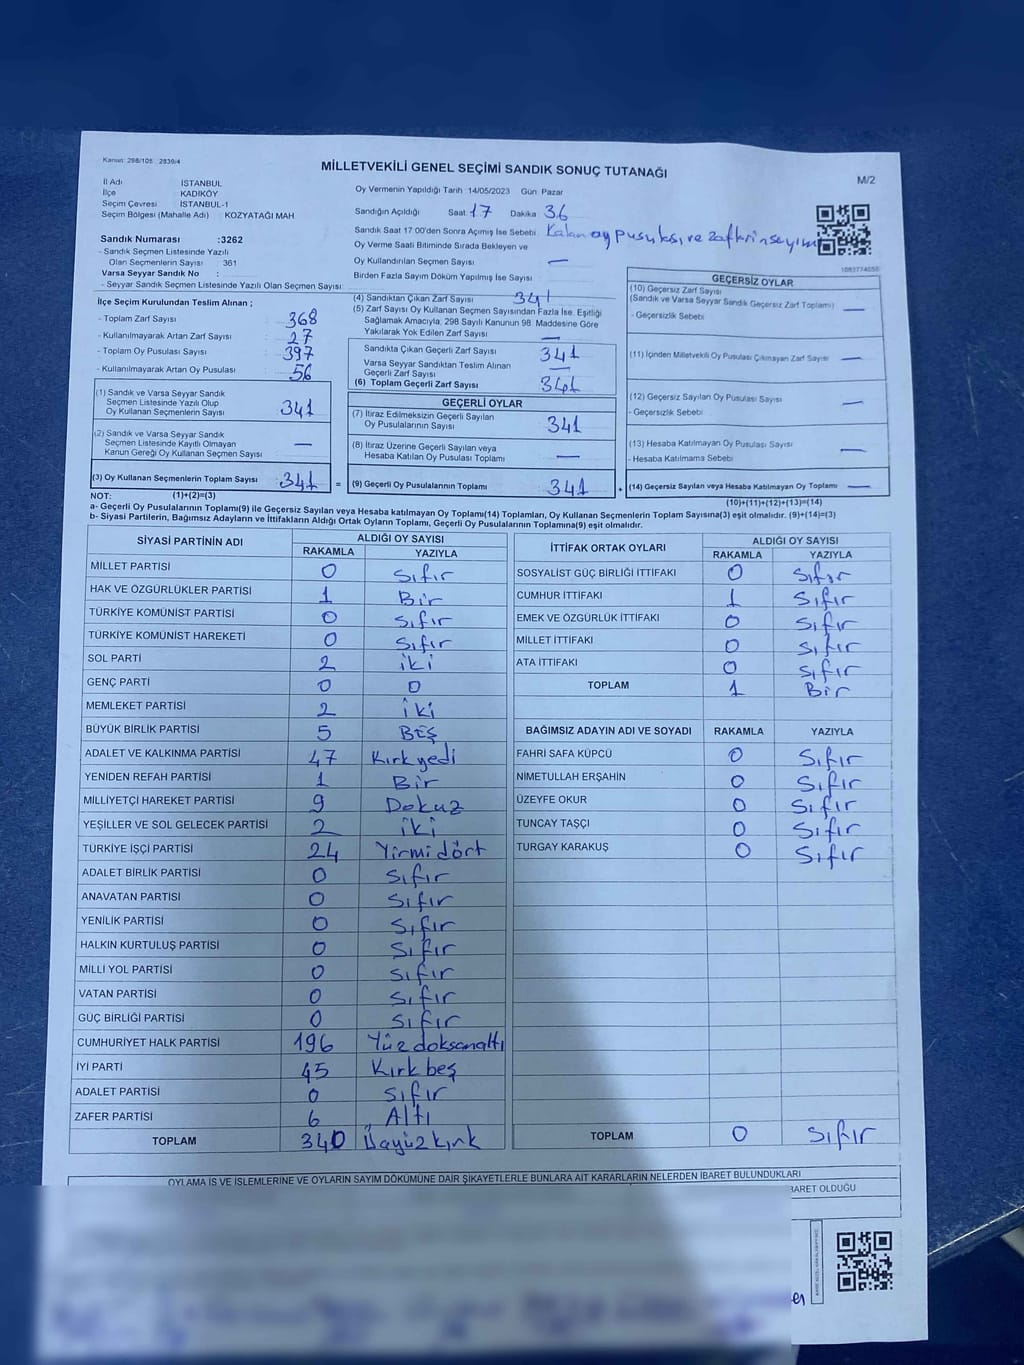 Kanun: 298/105 2839/4
MİLLETVEKİLİ GENEL SEÇİMİ SANDIK SONUÇ TUTANAĞI
M/2
İl Adı İSTANBUL
İlçe KADIKÖY
Seçim Çevresi İSTANBUL-1
Seçim Bölgesi (Mahalle Adı) KOZYATAĞI MAH
Sandık Numarası :3262
- Sandık Seçmen Listesinde Yazılı
Olan Seçmenlerin Sayısı : 361
Varsa Seyyar Sandık No :
- Seyyar Sandık Seçmen Listesinde Yazılı Olan Seçmen Sayısı :
Oy Vermenin Yapıldığı Tarih :14/05/2023 Gün Pazar
Sandığın Açıldığı Saat 17 Dakika 36
Sandık Saat 17:00'den Sonra Açılmış İse Sebebi Kalan oy pusulası ve zafların sayım
Oy Verme Saati Bitiminde Sırada Bekleyen ve
Oy Kullandırılan Seçmen Sayısı —
Birden Fazla Sayım Döküm Yapılmış İse Sayısı
1083774058
İlçe Seçim Kurulundan Teslim Alınan ;
- Toplam Zarf Sayısı : 368
- Kullanılmayarak Artan Zarf Sayısı : 27
- Toplam Oy Pusulası Sayısı : 397
- Kullanılmayarak Artan Oy Pusulası : 56
(1) Sandık ve Varsa Seyyar Sandık
Seçmen Listesinde Yazılı Olup
Oy Kullanan Seçmenlerin Sayısı : 341
(2) Sandık ve Varsa Seyyar Sandık
Seçmen Listesinde Kayıtlı Olmayan
Kanun Gereği Oy Kullanan Seçmen Sayısı : —
(3) Oy Kullanan Seçmenlerin Toplam Sayısı : 341
(4) Sandıktan Çıkan Zarf Sayısı 341
(5) Zarf Sayısı Oy Kullanan Seçmen Sayısından Fazla İse, Eşitliği
Sağlamak Amacıyla, 298 Sayılı Kanunun 98. Maddesine Göre
Yakılarak Yok Edilen Zarf Sayısı —
Sandıkta Çıkan Geçerli Zarf Sayısı 341
Varsa Seyyar Sandıktan Teslim Alınan
Geçerli Zarf Sayısı —
(6) Toplam Geçerli Zarf Sayısı 341
GEÇERLİ OYLAR
(7) İtiraz Edilmeksizin Geçerli Sayılan
Oy Pusulalarının Sayısı 341
(8) İtiraz Üzerine Geçerli Sayılan veya
Hesaba Katılan Oy Pusulası Toplamı —
= (9) Geçerli Oy Pusulalarının Toplamı 341 +
GEÇERSİZ OYLAR
(10) Geçersiz Zarf Sayısı
(Sandık ve Varsa Seyyar Sandık Geçersiz Zarf Toplamı) —
- Geçersizlik Sebebi
(11) İçinden Milletvekili Oy Pusulası Çıkmayan Zarf Sayısı —
(12) Geçersiz Sayılan Oy Pusulası Sayısı —
- Geçersizlik Sebebi
(13) Hesaba Katılmayan Oy Pusulası Sayısı —
- Hesaba Katılmama Sebebi
(14) Geçersiz Sayılan veya Hesaba Katılmayan Oy Toplamı —
NOT: (1)+(2)=(3)
(10)+(11)+(12)+(13)=(14)
a- Geçerli Oy Pusulalarının Toplamı(9) ile Geçersiz Sayılan veya Hesaba katılmayan Oy Toplamı(14) Toplamları, Oy Kullanan Seçmenlerin Toplam Sayısına(3) eşit olmalıdır. (9)+(14)=(3)
b- Siyasi Partilerin, Bağımsız Adayların ve İttifakların Aldığı Ortak Oyların Toplamı, Geçerli Oy Pusulalarının Toplamına(9) eşit olmalıdır.
SİYASİ PARTİNİN ADI ALDIĞI OY SAYISI
RAKAMLA YAZIYLA
MİLLET PARTİSİ 0 Sıfır
HAK VE ÖZGÜRLÜKLER PARTİSİ 1 Bir
TÜRKİYE KOMÜNİST PARTİSİ 0 Sıfır
TÜRKİYE KOMÜNİST HAREKETİ 0 Sıfır
SOL PARTİ 2 iki
GENÇ PARTİ 0 0
MEMLEKET PARTİSİ 2 iki
BÜYÜK BİRLİK PARTİSİ 5 BEŞ
ADALET VE KALKINMA PARTİSİ 47 Kırkyedi
YENİDEN REFAH PARTİSİ 1 Bir
MİLLİYETÇİ HAREKET PARTİSİ 9 Dokuz
YEŞİLLER VE SOL GELECEK PARTİSİ 2 iki
TÜRKİYE İŞÇİ PARTİSİ 24 Yirmidört
ADALET BİRLİK PARTİSİ 0 Sıfır
ANAVATAN PARTİSİ 0 Sıfır
YENİLİK PARTİSİ 0 Sıfır
HALKIN KURTULUŞ PARTİSİ 0 Sıfır
MİLLİ YOL PARTİSİ 0 Sıfır
VATAN PARTİSİ 0 Sıfır
GÜÇ BİRLİĞİ PARTİSİ 0 Sıfır
CUMHURİYET HALK PARTİSİ 196 Yüzdoksanaltı
İYİ PARTİ 45 Kırkbeş
ADALET PARTİSİ 0 Sıfır
ZAFER PARTİSİ 6 Altı
TOPLAM 340 Üçyüzkırk
İTTİFAK ORTAK OYLARI ALDIĞI OY SAYISI
RAKAMLA YAZIYLA
SOSYALİST GÜÇ BİRLİĞİ İTTİFAKI 0 Sıfır
CUMHUR İTTİFAKI 1 Sıfır
EMEK VE ÖZGÜRLÜK İTTİFAKI 0 Sıfır
MİLLET İTTİFAKI 0 Sıfır
ATA İTTİFAKI 0 Sıfır
TOPLAM 1 Bir
BAĞIMSIZ ADAYIN ADI VE SOYADI RAKAMLA YAZIYLA
FAHRİ SAFA KÜPCÜ 0 Sıfır
NİMETULLAH ERŞAHİN 0 Sıfır
ÜZEYFE OKUR 0 Sıfır
TUNCAY TAŞÇI 0 Sıfır
TURGAY KARAKUŞ 0 Sıfır
TOPLAM 0 Sıfır
OYLAMA İŞ VE İŞLEMLERİNE VE OYLARIN SAYIM DÖKÜMÜNE DAİR ŞİKAYETLERLE BUNLARA AİT KARARLARIN NELERDEN İBARET BULUNDUKLARI
BARET OLDUĞU